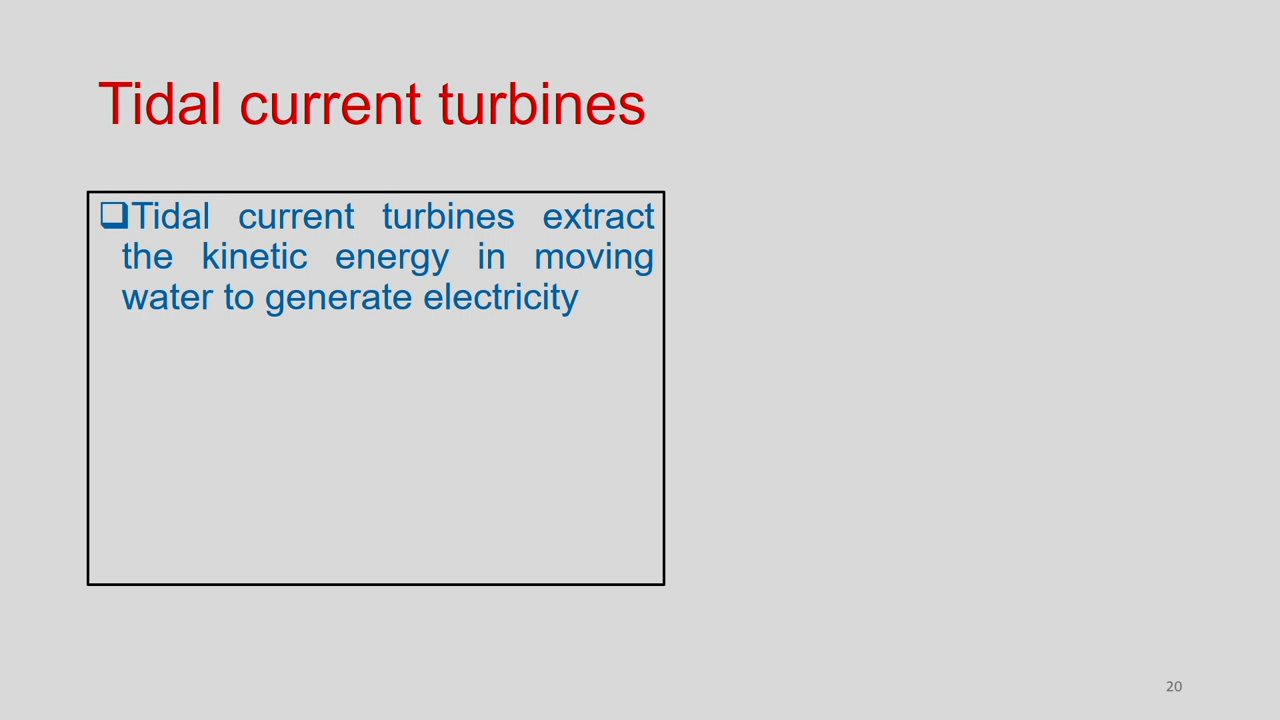 Tidal current turbines
❑Tidal current turbines extract
the kinetic energy in moving
water to generate electricity
20